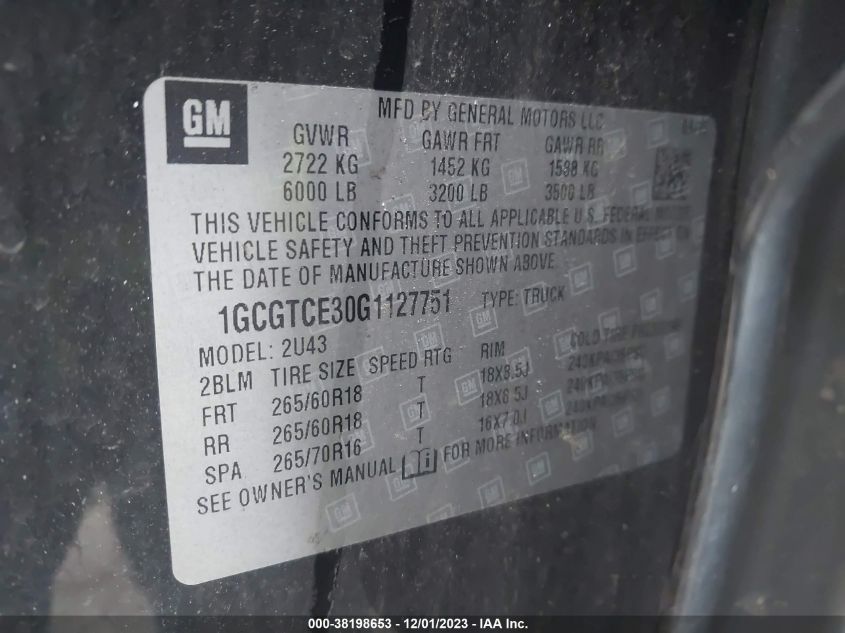 GM
MFD BY GENERAL MOTORS LLC
GVWR GAWR FRT GAWR RR
2722 KG 1452 KG 1588 KG
6000 LB 3200 LB 3500 LB
THIS VEHICLE CONFORMS TO ALL APPLICABLE U.S. FEDERAL MOTOR
VEHICLE SAFETY AND THEFT PREVENTION STANDARDS IN EFFECT ON
THE DATE OF MANUFACTURE SHOWN ABOVE.
1GCGTCE30G1127751 TYPE: TRUCK
MODEL: 2U43
2BLM TIRE SIZE SPEED RTG RIM COLD TIRE PRESSURE
FRT 265/60R18 T 18X8.5J
RR 265/60R18 T 18X8.5J
SPA 265/70R16 T 16X7.0J
SEE OWNER'S MANUAL FOR MORE INFORMATION
000-38198653 - 12/01/2023 - IAA Inc.